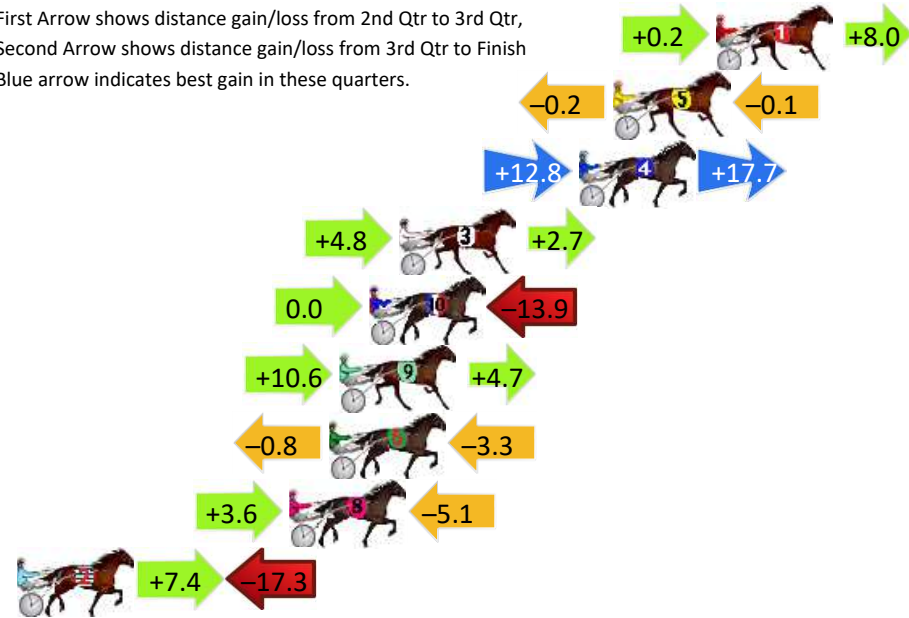 First Arrow shows distance gain/loss from 2nd Qtr to 3rd Qtr,
Second Arrow shows distance gain/loss from 3rd Qtr to Finish
Blue arrow indicates best gain in these quarters.
+0.2 1 +8.0
–0.2 5 –0.1
+12.8 4 +17.7
+4.8 3 +2.7
0.0 10 –13.9
+10.6 9 +4.7
–0.8 –3.3
+3.6 8 –5.1
+7.4 –17.3